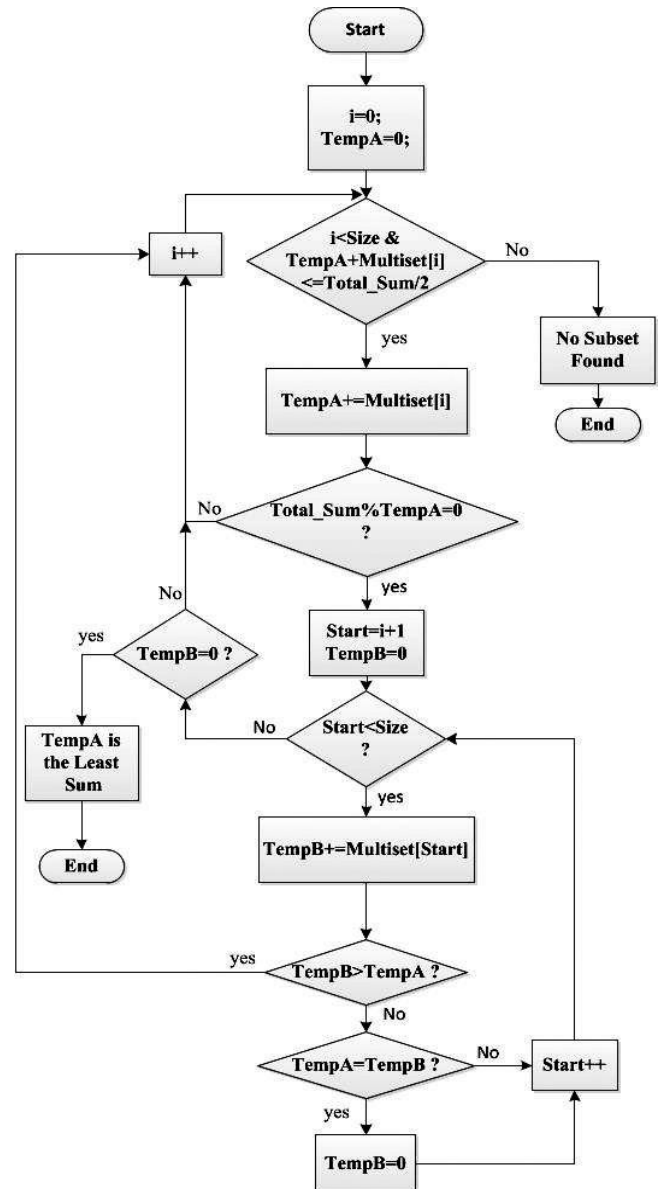 Start
i=0;
TempA=0;
i++
i<Size &
TempA+Multiset[i]
<=Total_Sum/2
No
yes
No Subset
Found
End
TempA+=Multiset[i]
Total_Sum%TempA=0
?
No
yes
Start=i+1
TempB=0
No
TempB=0 ?
yes
TempA is
the Least
Sum
End
Start<Size
?
No
yes
TempB+=Multiset[Start]
TempB>TempA ?
yes
No
TempA=TempB ?
No
Start++
yes
TempB=0